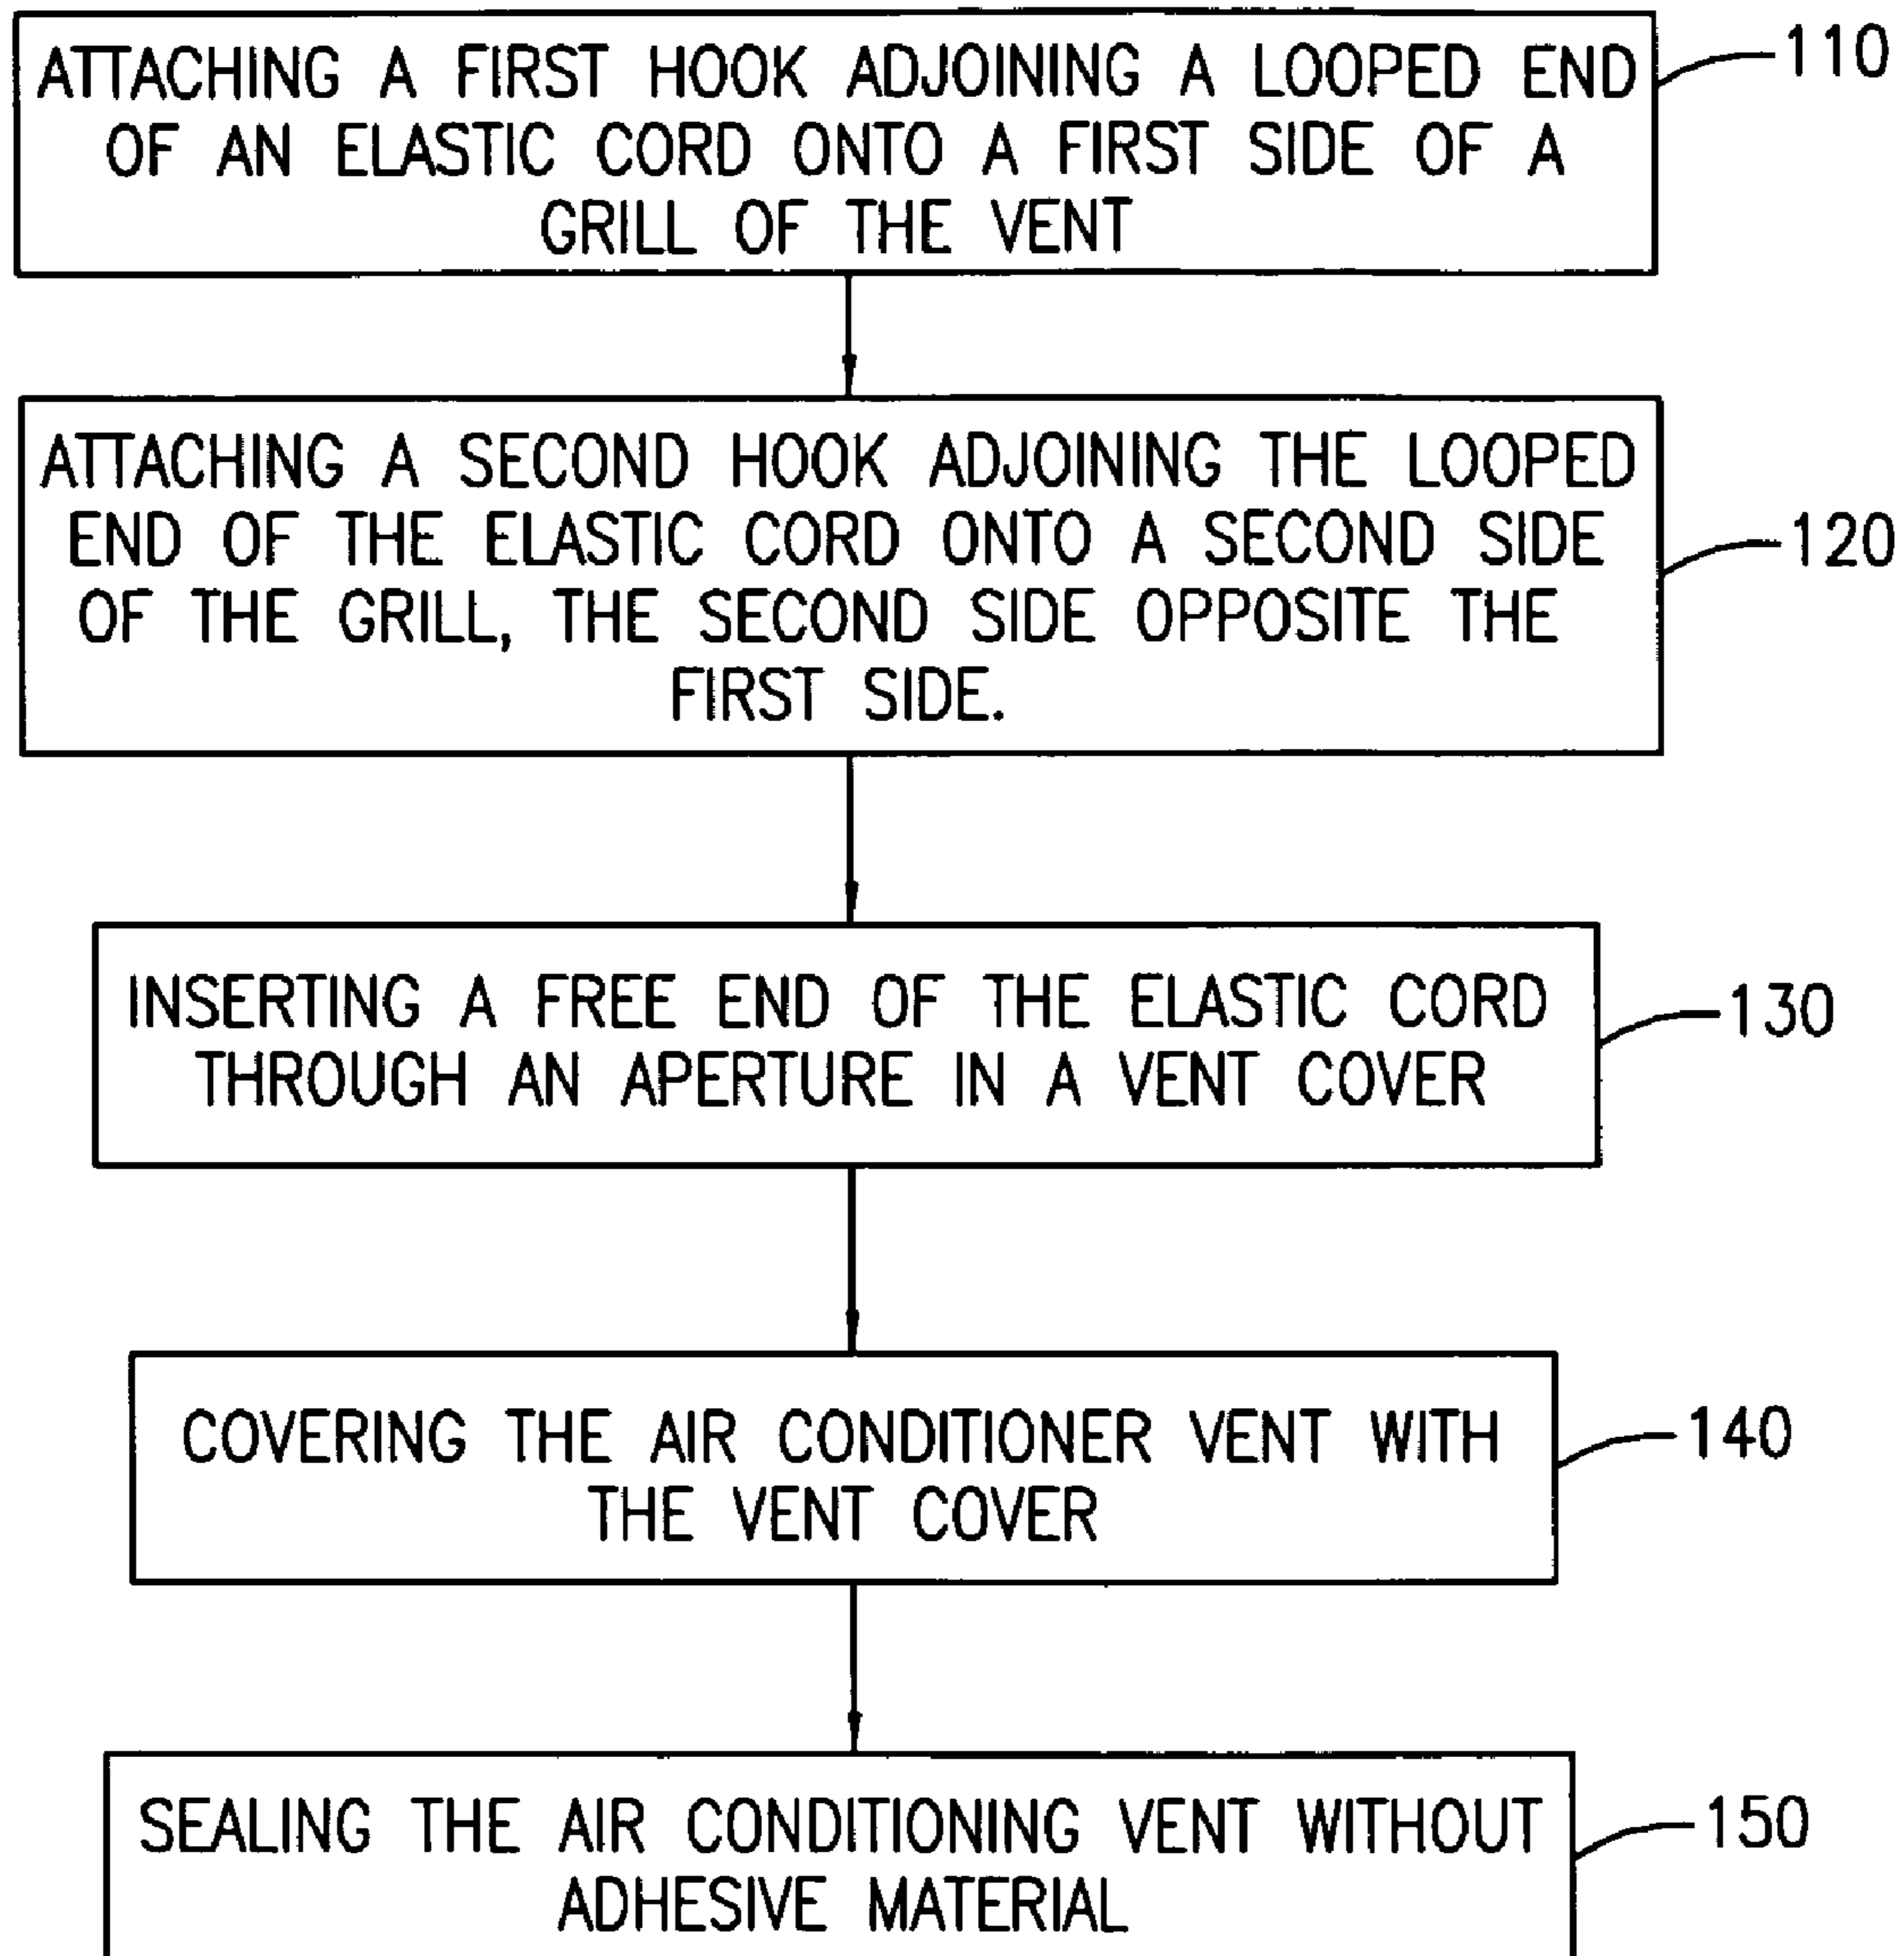 ATTACHING A FIRST HOOK ADJOINING A LOOPED END
OF AN ELASTIC CORD ONTO A FIRST SIDE OF A
GRILL OF THE VENT
110
ATTACHING A SECOND HOOK ADJOINING THE LOOPED
END OF THE ELASTIC CORD ONTO A SECOND SIDE
OF THE GRILL, THE SECOND SIDE OPPOSITE THE
FIRST SIDE.
120
INSERTING A FREE END OF THE ELASTIC CORD
THROUGH AN APERTURE IN A VENT COVER
130
COVERING THE AIR CONDITIONER VENT WITH
THE VENT COVER
140
SEALING THE AIR CONDITIONING VENT WITHOUT
ADHESIVE MATERIAL
150